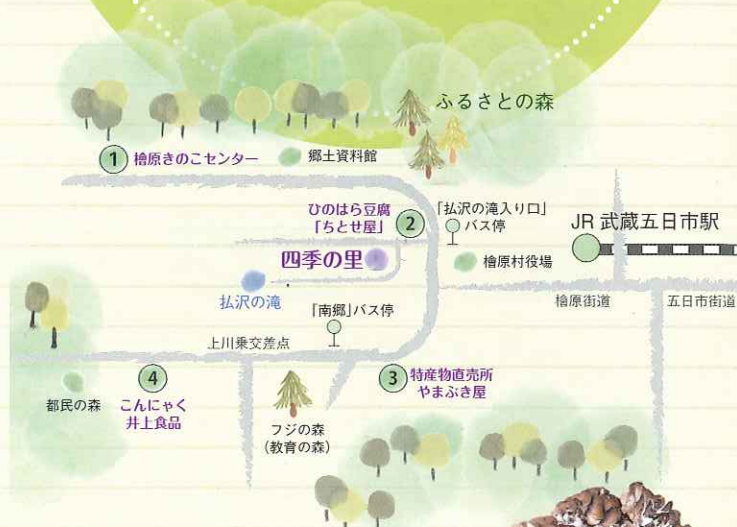 ふるさとの森
1 檜原きのこセンター
郷土資料館
ひのはら豆腐
「ちとせ屋」
2
「払沢の滝入り口」
バス停
JR 武蔵五日市駅
四季の里
檜原村役場
払沢の滝
檜原街道
五日市街道
「南郷」バス停
上川乗交差点
都民の森
4
こんにゃく
井上食品
フジの森
(教育の森)
3 特産物直売所
やまぶき屋